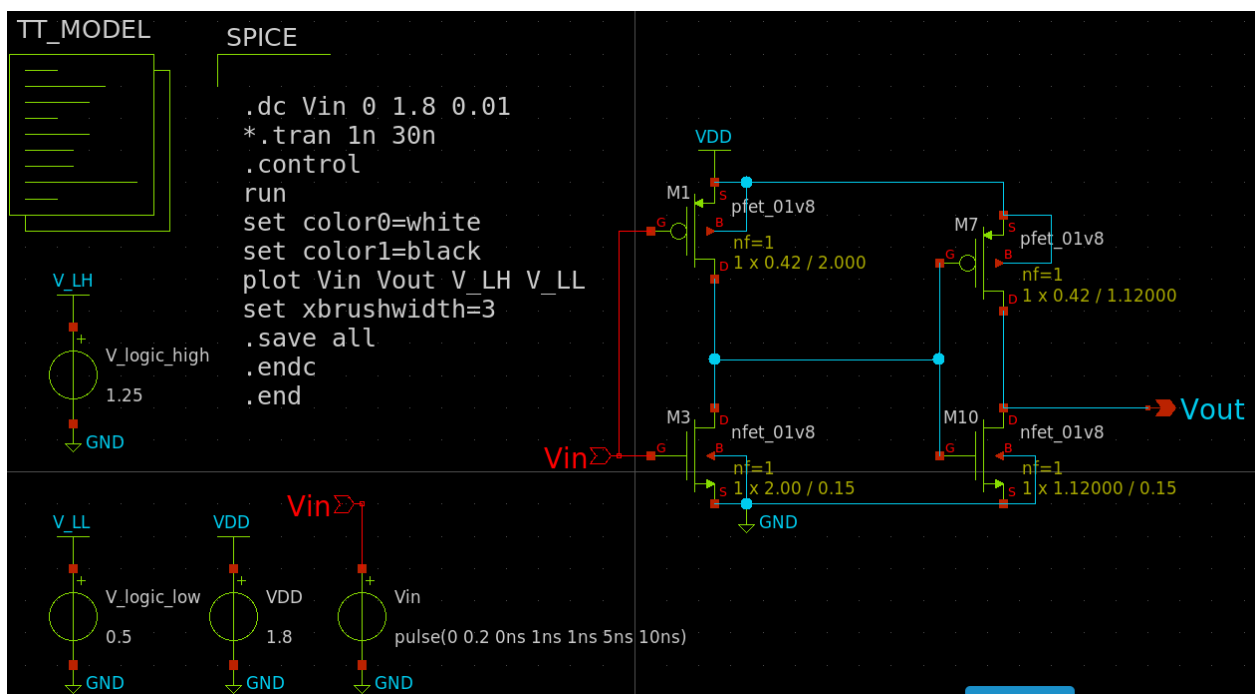 TT_MODEL
SPICE
.dc Vin 0 1.8 0.01
*.tran 1n 30n
.control
run
set color0=white
set color1=black
plot Vin Vout V_LH V_LL
set xbrushwidth=3
.save all
.endc
.end
V_LH
+
V_logic_high
1.25
GND
V_LL
+
V_logic_low
0.5
GND
VDD
+
VDD
1.8
GND
Vin
+
Vin
pulse(0 0.2 0ns 1ns 1ns 5ns 10ns)
GND
VDD
M1
S
G
B
D
pfet_01v8
nf=1
1 x 0.42 / 2.000
M7
S
G
B
D
pfet_01v8
nf=1
1 x 0.42 / 1.12000
Vin
M3
D
G
B
S
nfet_01v8
nf=1
1 x 2.00 / 0.15
GND
M10
D
G
B
S
nfet_01v8
nf=1
1 x 1.12000 / 0.15
Vout